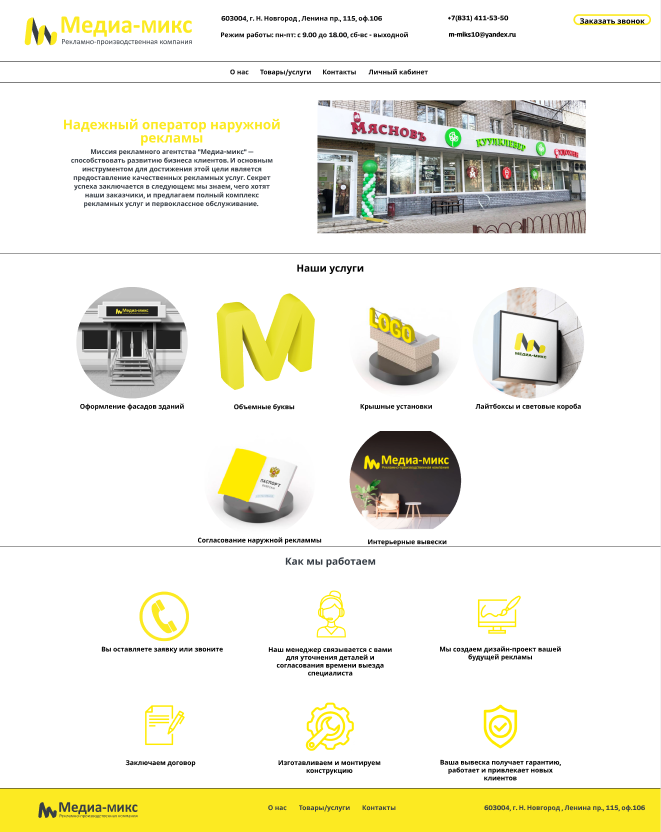 Медиа-микс
Рекламно-производственная компания
603004, г. Н. Новгород , Ленина пр., 115, оф.106
Режим работы: пн-пт: с 9.00 до 18.00, сб-вс - выходной
+7(831) 411-53-50
m-miks10@yandex.ru
Заказать звонок
О нас Товары/услуги Контакты Личный кабинет
Надежный оператор наружной
рекламы
Миссия рекламного агентства "Медиа-микс" —
способствовать развитию бизнеса клиентов. И основным
инструментом для достижения этой цели является
предоставление качественных рекламных услуг. Секрет
успеха заключается в следующем: мы знаем, чего хотят
наши заказчики, и предлагаем полный комплекс
рекламных услуг и первоклассное обслуживание.
МЯСНОВЪ
КУУЛКЛЕВЕР
Наши услуги
Медиа-микс
LOGO
МЕДИА-МИКС
Оформление фасадов зданий
Объемные буквы
Крышные установки
Лайтбоксы и световые короба
ПАСПОРТ
Медиа-микс
Рекламно-производственная компания
Согласование наружной рекламмы
Интерьерные вывески
Как мы работаем
Вы оставляете заявку или звоните
Наш менеджер связывается с вами
для уточнения деталей и
согласования времени выезда
специалиста
Мы создаем дизайн-проект вашей
будущей рекламы
Заключаем договор
Изготавливаем и монтируем
конструкцию
Ваша вывеска получает гарантию,
работает и привлекает новых
клиентов
Медиа-микс
Рекламно-производственная компания
О нас Товары/услуги Контакты
603004, г. Н. Новгород , Ленина пр., 115, оф.106